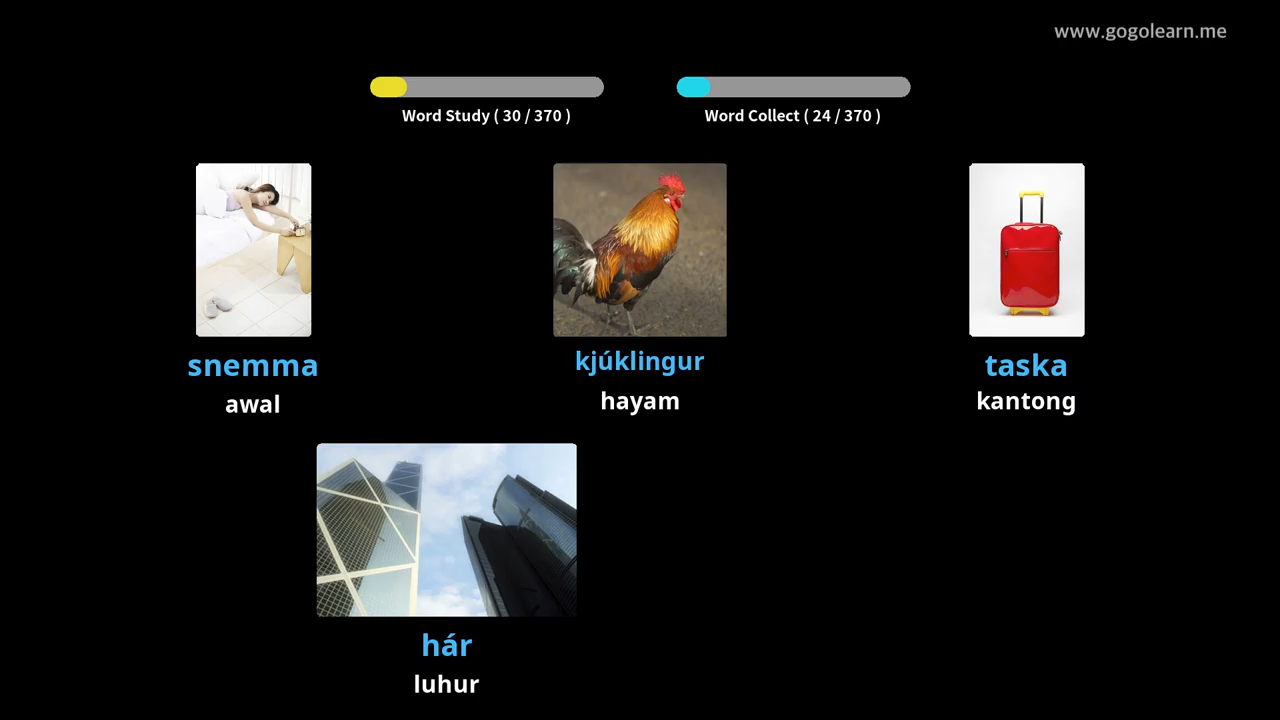 www.gogolearn.me
Word Study ( 30 / 370 )
Word Collect ( 24 / 370 )
snemma
awal
kjúklingur
hayam
taska
kantong
hár
luhur